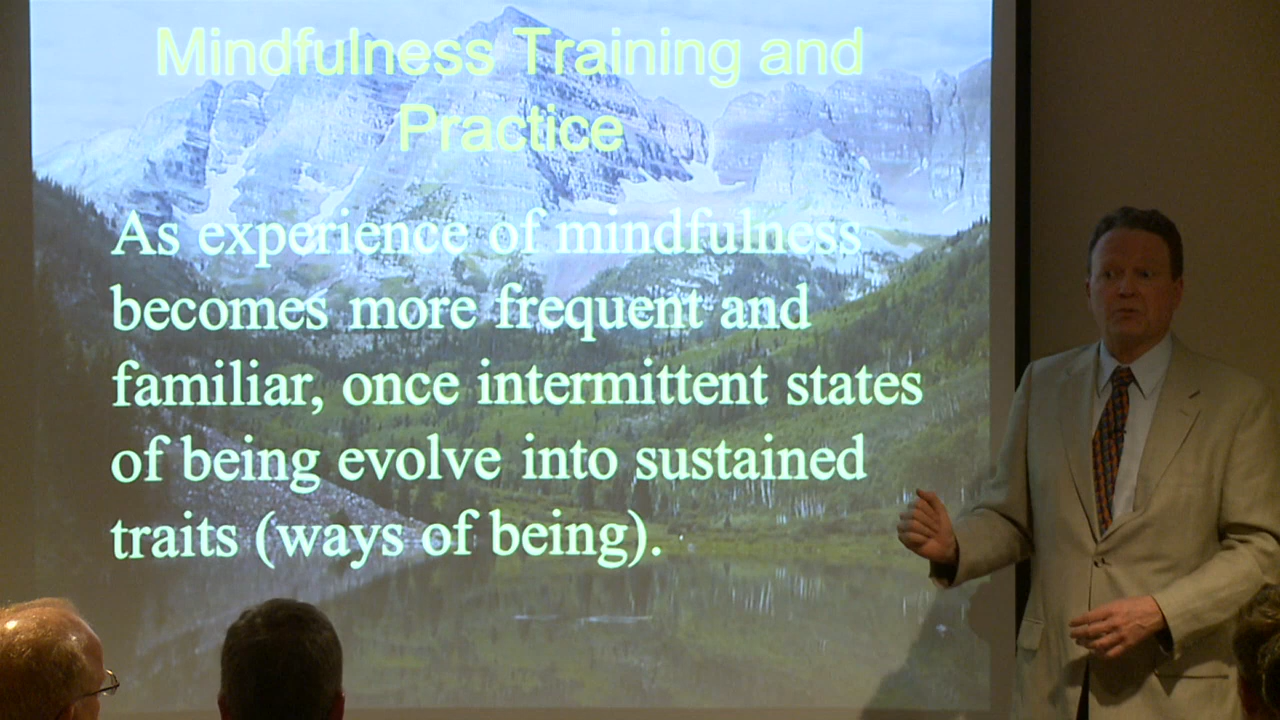 Mindfulness Training and
Practice
As experience of mindfulness
becomes more frequent and
familiar, once intermittent states
of being evolve into sustained
traits (ways of being).